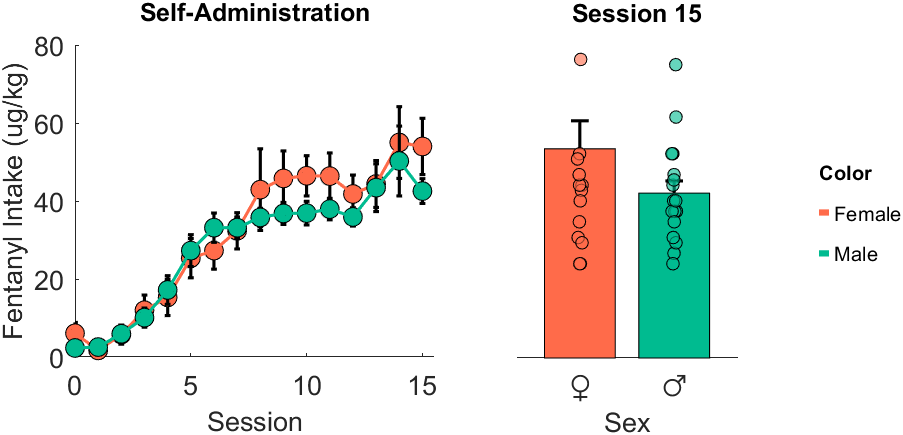 Self-Administration
Session 15
80
60
40
20
0
Fentanyl Intake (ug/kg)
0 5 10 15
Session
♀ ♂
Sex
Color
Female
Male